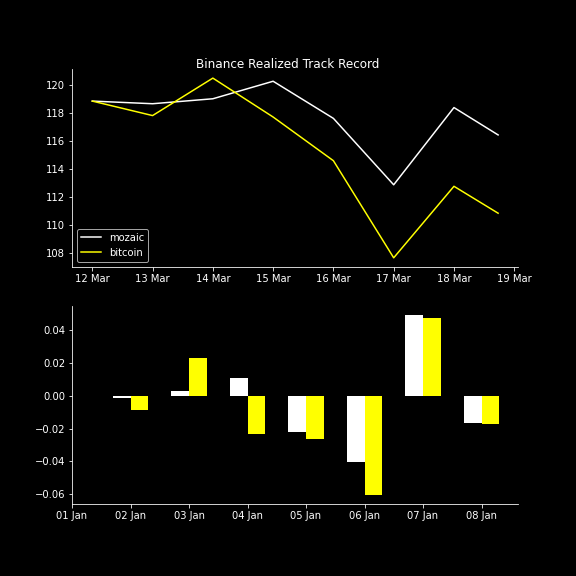 Binance Realized Track Record
120
118
116
114
112
110
108
mozaic
bitcoin
12 Mar 13 Mar 14 Mar 15 Mar 16 Mar 17 Mar 18 Mar 19 Mar
0.04
0.02
0.00
−0.02
−0.04
−0.06
01 Jan 02 Jan 03 Jan 04 Jan 05 Jan 06 Jan 07 Jan 08 Jan